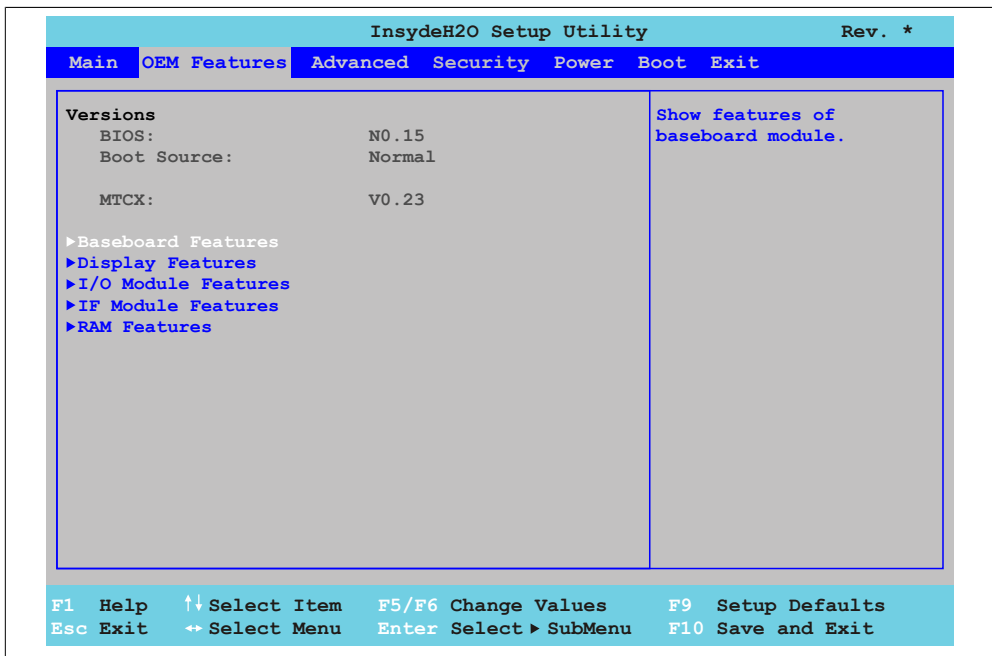 InsydeH2O Setup Utility Rev. *
Main OEM Features Advanced Security Power Boot Exit
Versions
BIOS: N0.15
Boot Source: Normal
MTCX: V0.23
▶Baseboard Features
▶Display Features
▶I/O Module Features
▶IF Module Features
▶RAM Features
Show features of
baseboard module.
F1 Help ↑↓ Select Item F5/F6 Change Values F9 Setup Defaults
Esc Exit ↔ Select Menu Enter Select ▶ SubMenu F10 Save and Exit